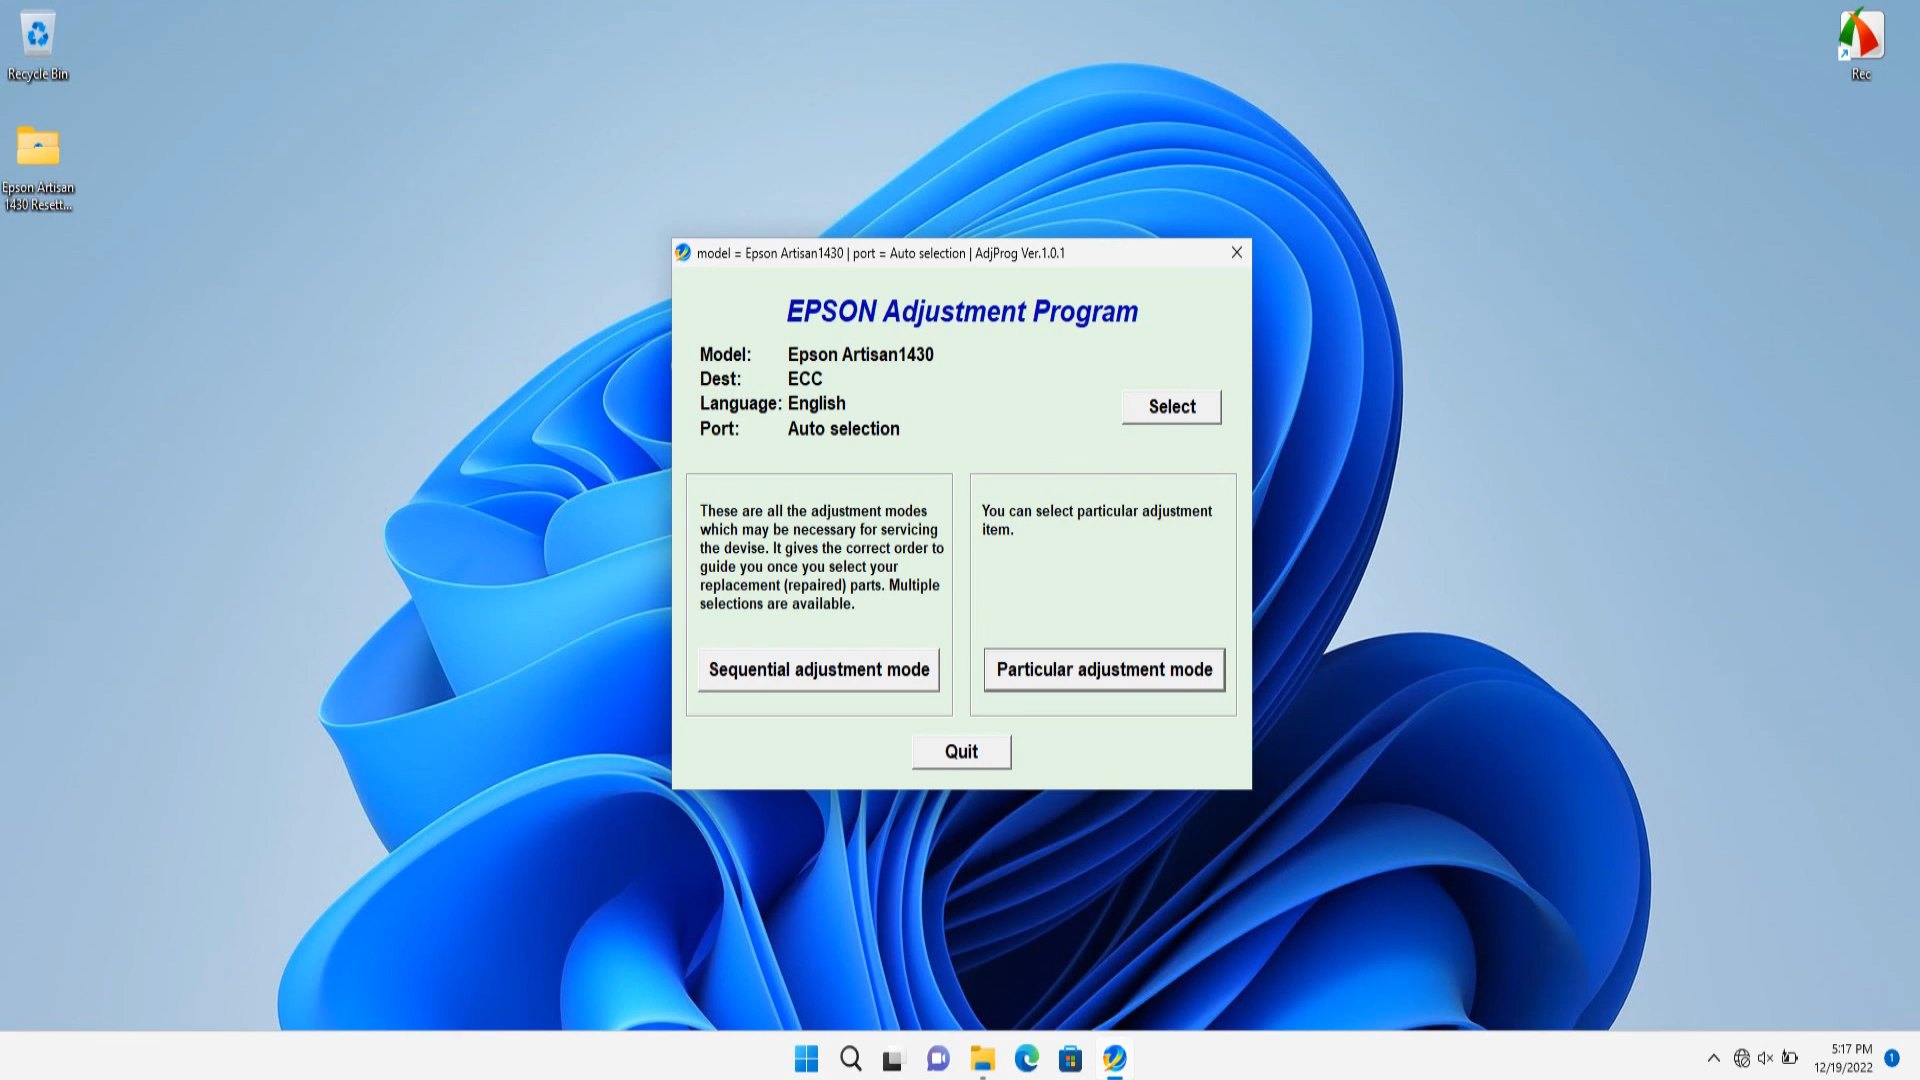 Recycle Bin
Rec
Epson Artisan
1430 Resett...
model = Epson Artisan1430 | port = Auto selection | AdjProg Ver.1.0.1
EPSON Adjustment Program
Model: Epson Artisan1430
Dest: ECC
Language: English
Port: Auto selection
Select
These are all the adjustment modes
which may be necessary for servicing
the devise. It gives the correct order to
guide you once you select your
replacement (repaired) parts. Multiple
selections are available.
You can select particular adjustment
item.
Sequential adjustment mode
Particular adjustment mode
Quit
5:17 PM
12/19/2022
1